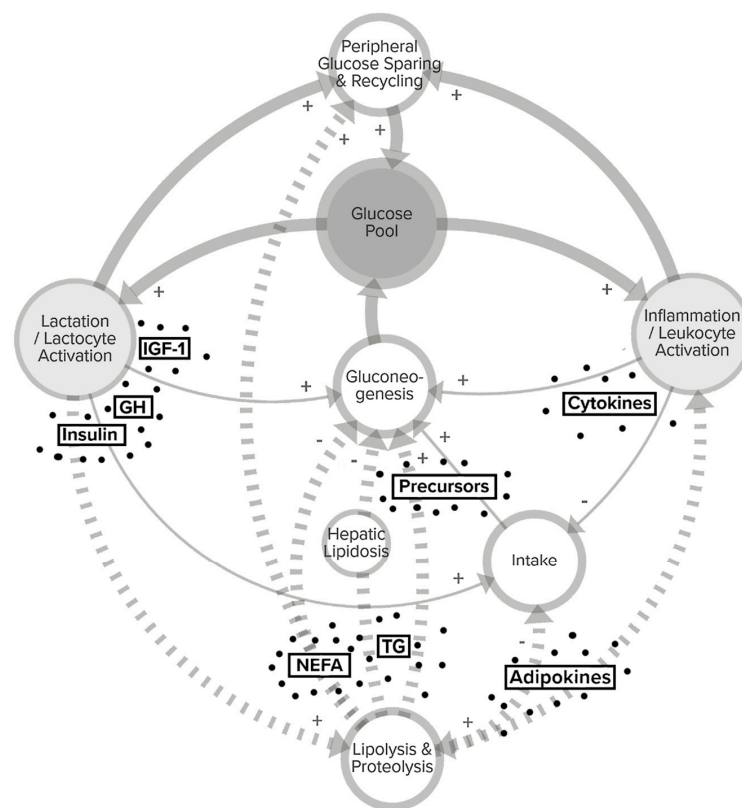 Peripheral
Glucose Sparing
& Recycling
+
+
+
+
Glucose
Pool
+
+
Lactation
/ Lactocyte
Activation
IGF-1
Inflammation
/ Leukocyte
Activation
Gluconeo-
genesis
+
+
GH
Insulin
Cytokines
-
-
+
+
Precursors
-
Hepatic
Lipidosis
Intake
+
NEFA
TG
-
Adipokines
+
+
Lipolysis &
Proteolysis